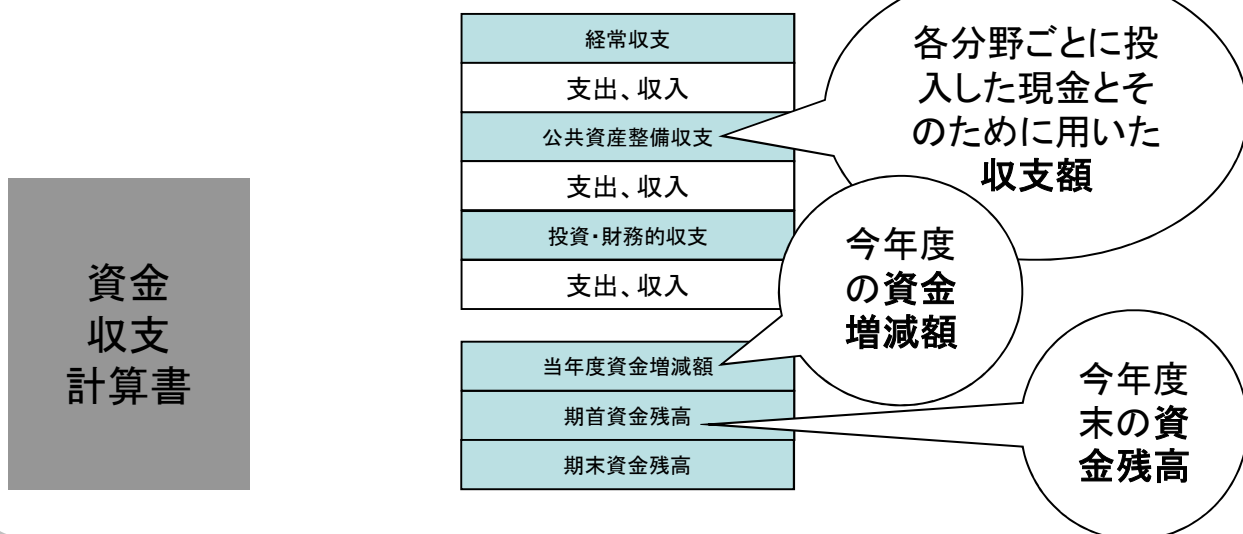 資金
収支
計算書
経常収支
支出、収入
公共資産整備収支
支出、収入
投資・財務的収支
支出、収入
当年度資金増減額
期首資金残高
期末資金残高
各分野ごとに投
入した現金とそ
のために用いた
収支額
今年度
の資金
増減額
今年度
末の資
金残高